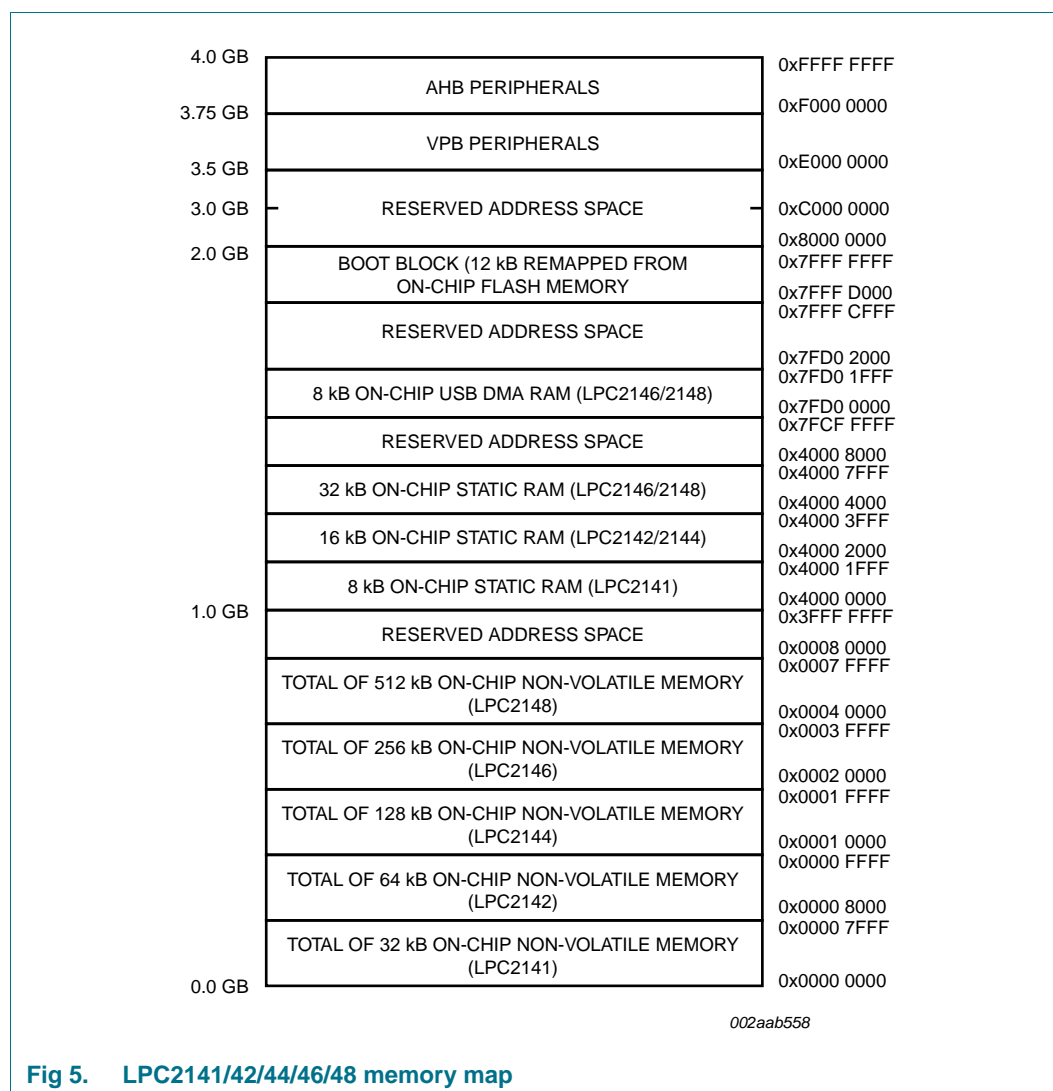 4.0 GB
0xFFFF FFFF
AHB PERIPHERALS
3.75 GB
0xF000 0000
VPB PERIPHERALS
3.5 GB
0xE000 0000
3.0 GB
RESERVED ADDRESS SPACE
0xC000 0000
2.0 GB
0x8000 0000
BOOT BLOCK (12 kB REMAPPED FROM
ON-CHIP FLASH MEMORY
0x7FFF FFFF
0x7FFF D000
0x7FFF CFFF
RESERVED ADDRESS SPACE
0x7FD0 2000
0x7FD0 1FFF
8 kB ON-CHIP USB DMA RAM (LPC2146/2148)
0x7FD0 0000
0x7FCF FFFF
RESERVED ADDRESS SPACE
0x4000 8000
0x4000 7FFF
32 kB ON-CHIP STATIC RAM (LPC2146/2148)
0x4000 4000
0x4000 3FFF
16 kB ON-CHIP STATIC RAM (LPC2142/2144)
0x4000 2000
0x4000 1FFF
8 kB ON-CHIP STATIC RAM (LPC2141)
0x4000 0000
1.0 GB
0x3FFF FFFF
RESERVED ADDRESS SPACE
0x0008 0000
0x0007 FFFF
TOTAL OF 512 kB ON-CHIP NON-VOLATILE MEMORY
(LPC2148)
0x0004 0000
0x0003 FFFF
TOTAL OF 256 kB ON-CHIP NON-VOLATILE MEMORY
(LPC2146)
0x0002 0000
0x0001 FFFF
TOTAL OF 128 kB ON-CHIP NON-VOLATILE MEMORY
(LPC2144)
0x0001 0000
0x0000 FFFF
TOTAL OF 64 kB ON-CHIP NON-VOLATILE MEMORY
(LPC2142)
0x0000 8000
0x0000 7FFF
TOTAL OF 32 kB ON-CHIP NON-VOLATILE MEMORY
(LPC2141)
0.0 GB
0x0000 0000
002aab558
Fig 5. LPC2141/42/44/46/48 memory map